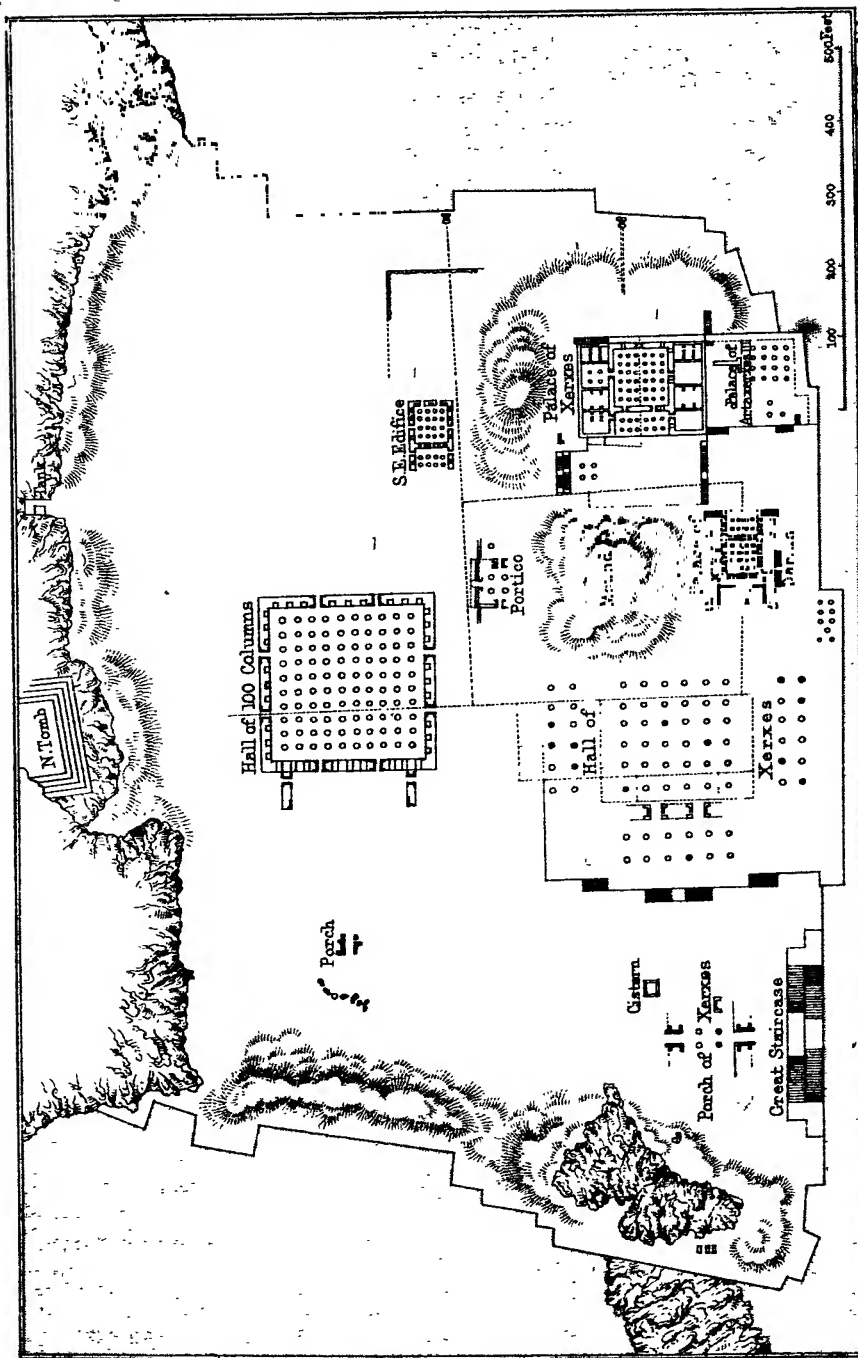 N. Tomb
Tank
Hall of 100 Columns
S.E. Edifice
Porch
Portico
Palace of
Xerxes
Palace of
Hall of
Xerxes
Cistern
Porch of Xerxes
Great Staircase
100
200
300
400
500 Feet